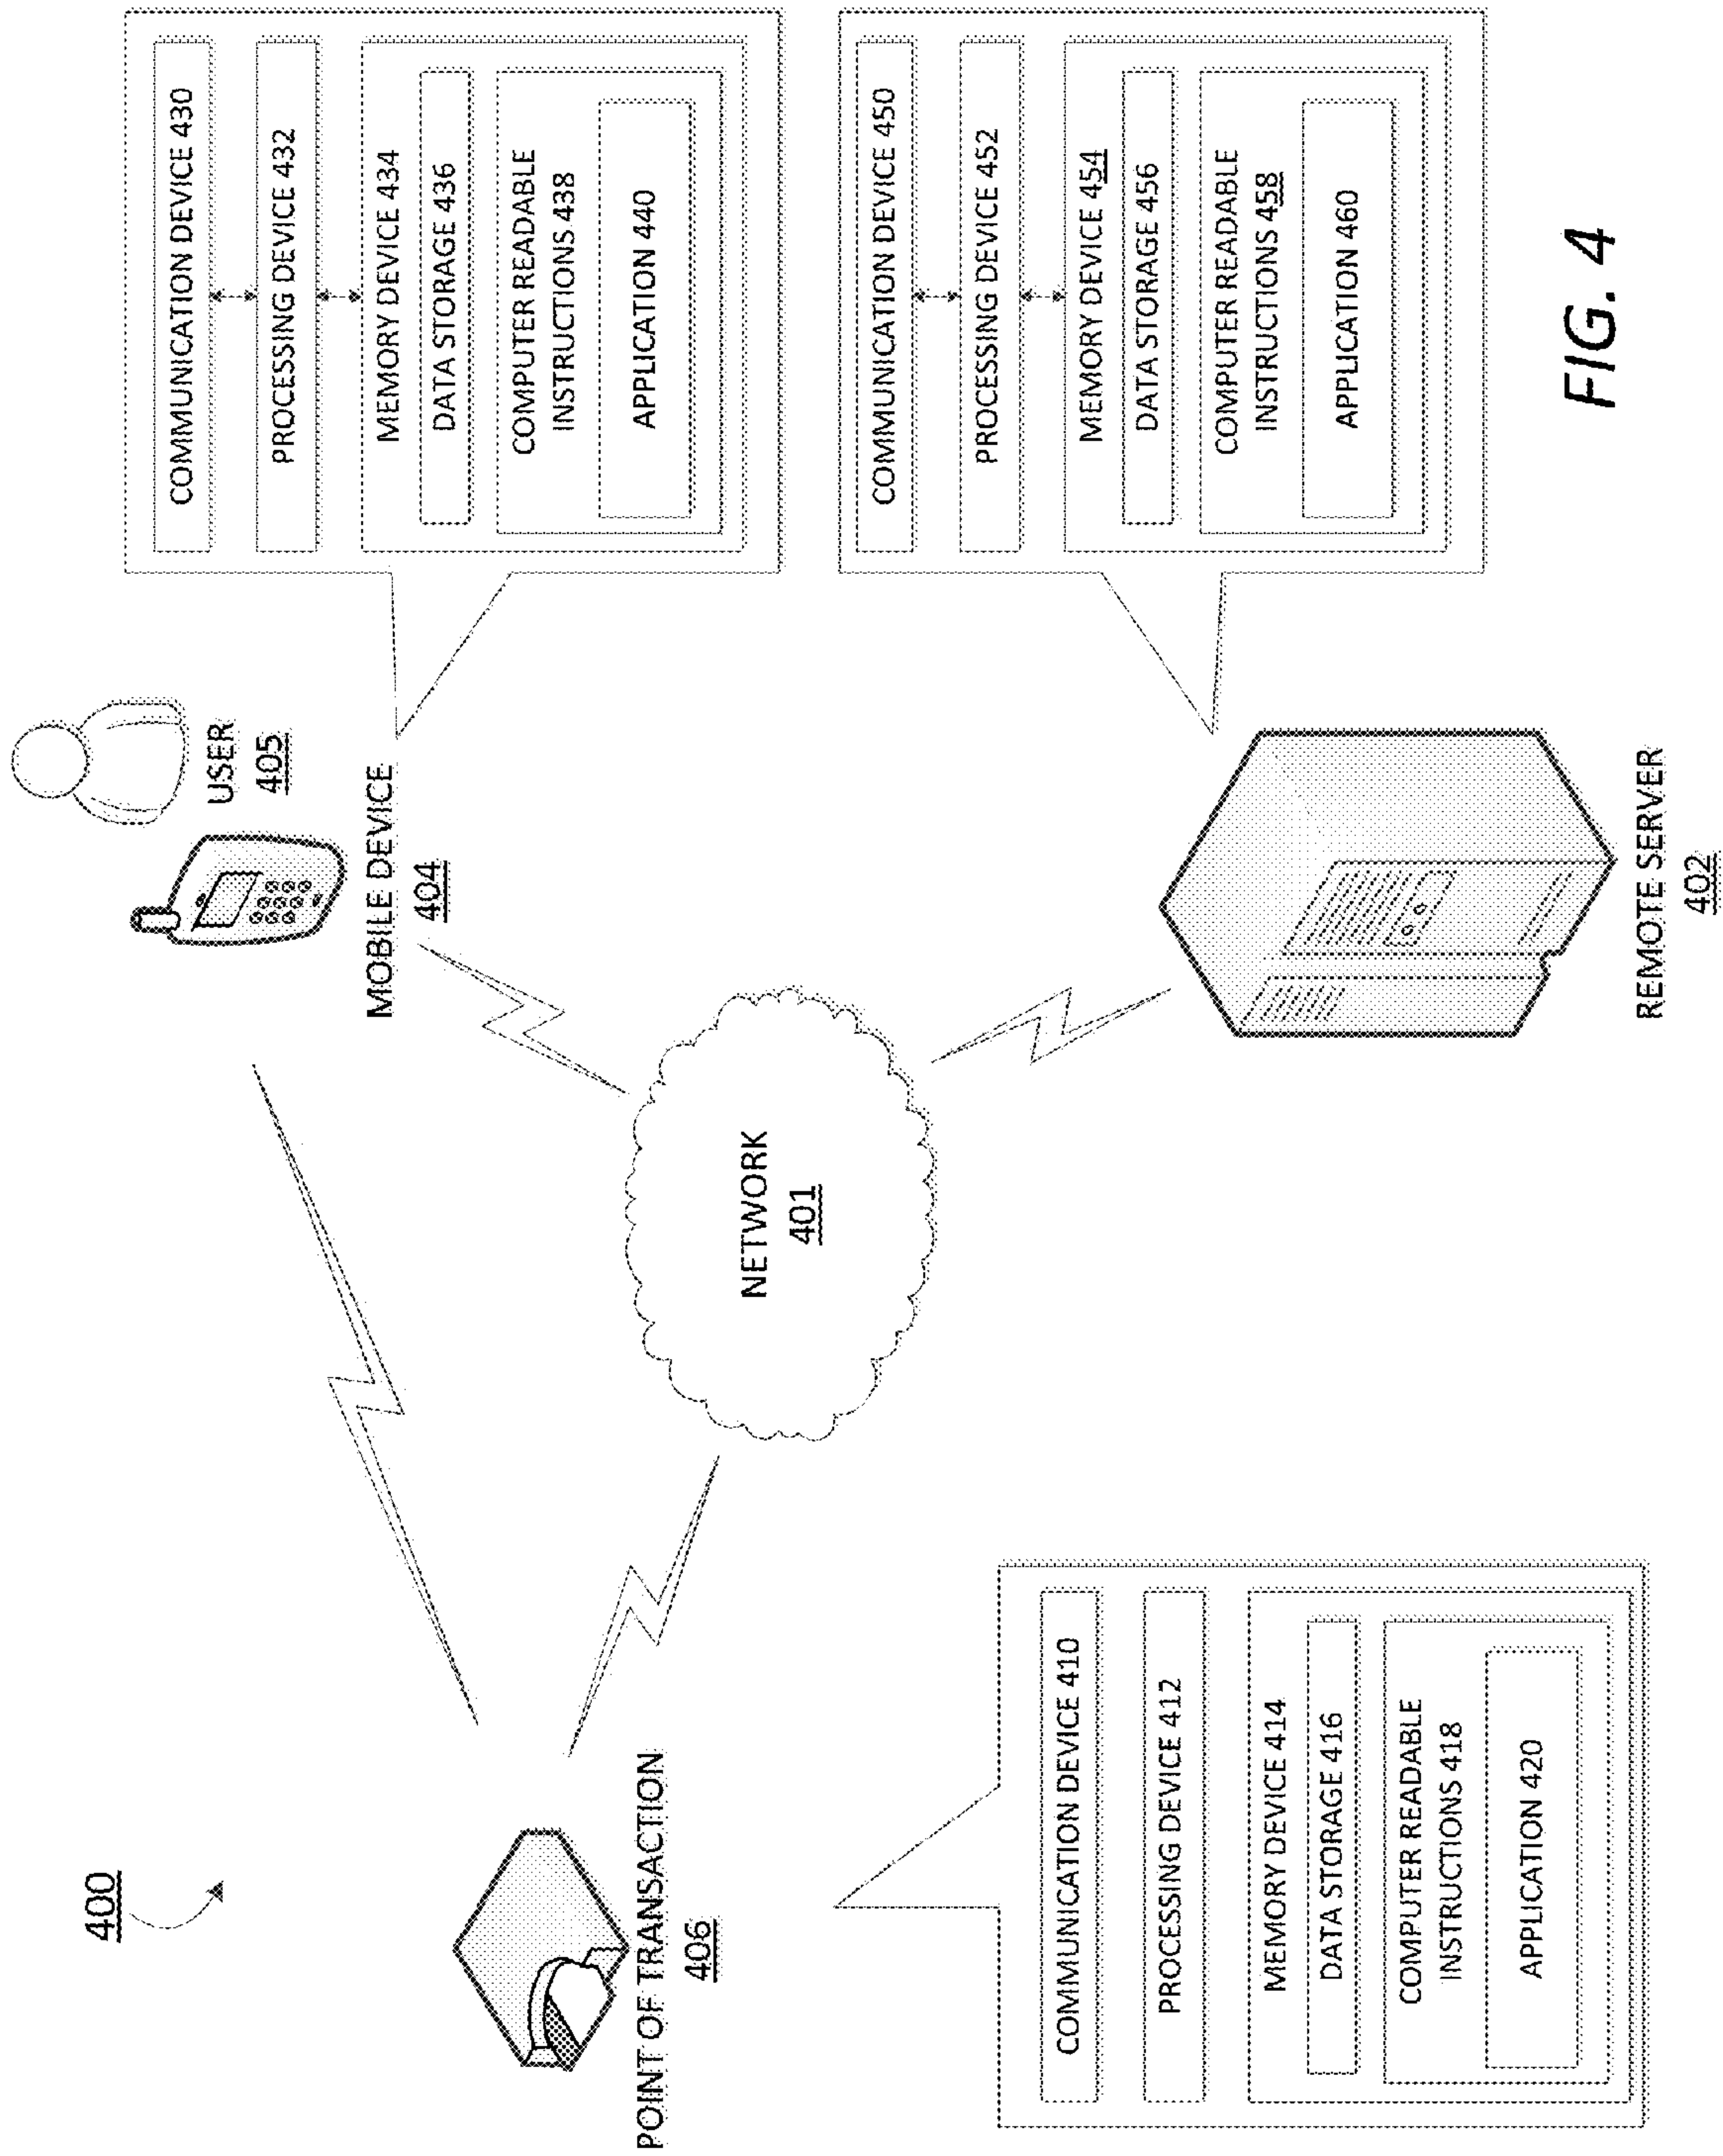 400
USER
405
MOBILE DEVICE
404
COMMUNICATION DEVICE 430
PROCESSING DEVICE 432
MEMORY DEVICE 434
DATA STORAGE 436
COMPUTER READABLE
INSTRUCTIONS 438
APPLICATION 440
POINT OF TRANSACTION
406
NETWORK
401
COMMUNICATION DEVICE 410
PROCESSING DEVICE 412
MEMORY DEVICE 414
DATA STORAGE 416
COMPUTER READABLE
INSTRUCTIONS 418
APPLICATION 420
REMOTE SERVER
402
COMMUNICATION DEVICE 450
PROCESSING DEVICE 452
MEMORY DEVICE 454
DATA STORAGE 456
COMPUTER READABLE
INSTRUCTIONS 458
APPLICATION 460
FIG. 4